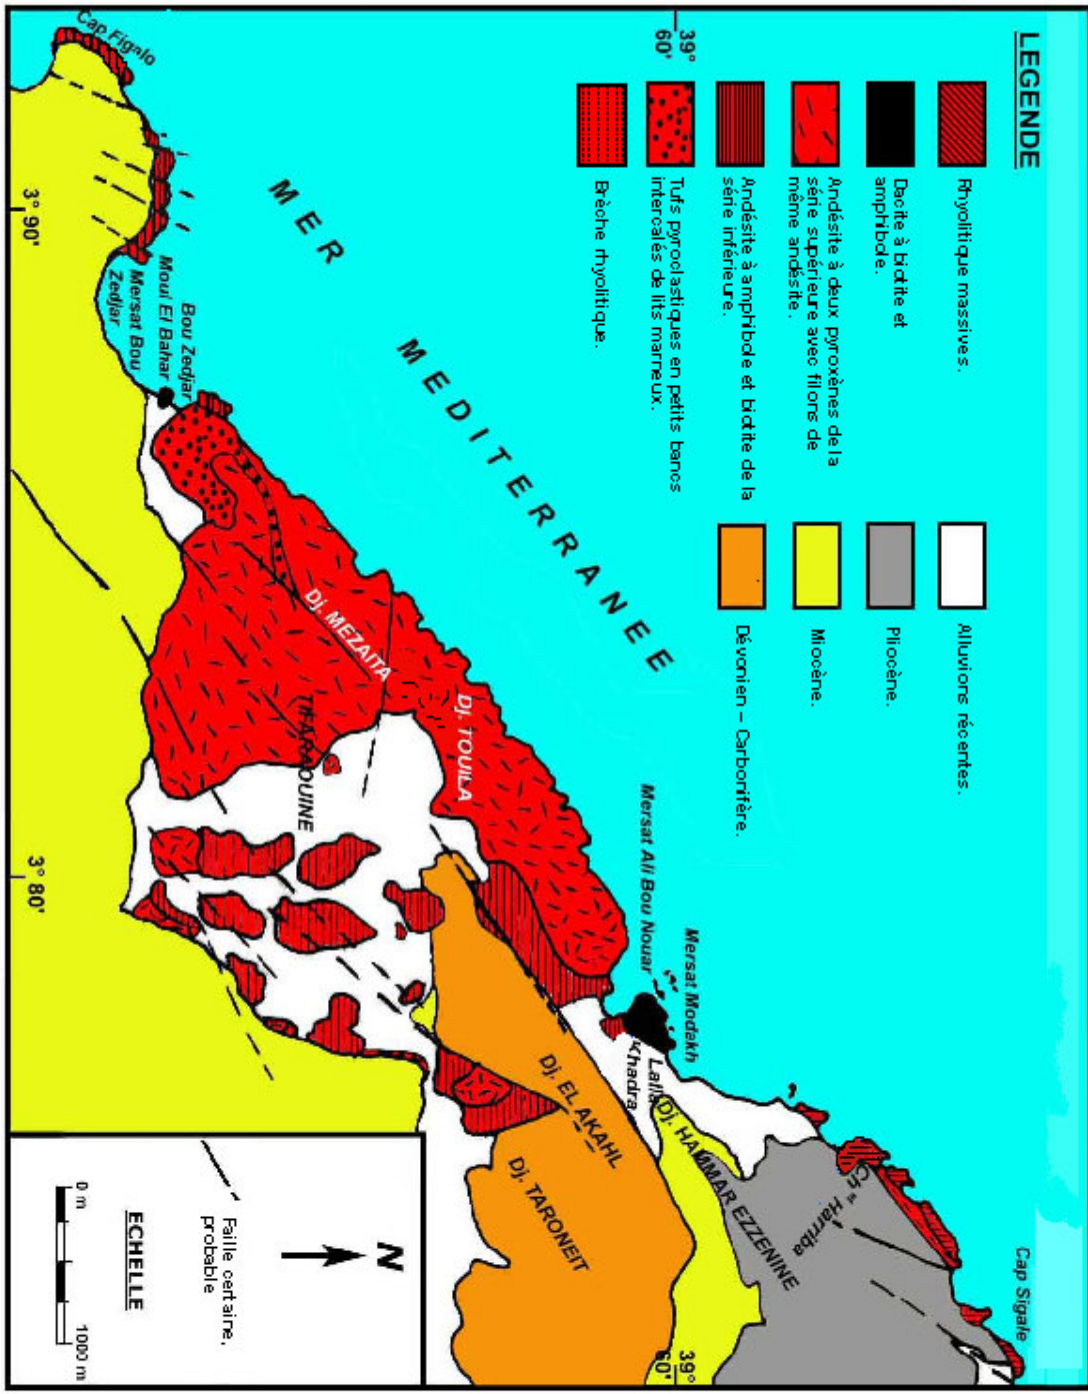 LEGENDE
Rhyolitique massives.
Dacite à biotite et
amphibole.
Andésite à deux pyroxènes de la
série supérieure avec filons de
même andésite.
Andésite à amphibole et biotite de la
série inférieure.
Tufs pyroclastiques en petits bancs
intercalés de lits marneux.
Brèche rhyolitique.
Alluvions récentes.
Pliocène.
Miocène.
Dévonien – Carbonifère.
39°
60'
MER MEDITERRANEE
Cap Figalo
Bou Zedjar
Moul El Bahar
Mersat Bou
Zedjar
Dj. MEZAITA
Dj. TOUILA
TIFARAOUINE
Mersat Ali Bou Nouar
Mersat Modakh
Lalla
Khadra
Dj. EL AKAHL
Dj. HAMMAR EZZENINE
Dj. TARONEIT
Ch ᵗ Harriba
Cap Sigale
39°
60'
3° 90'
3° 80'
N
Faille certaine,
probable
ECHELLE
0 m
1000 m